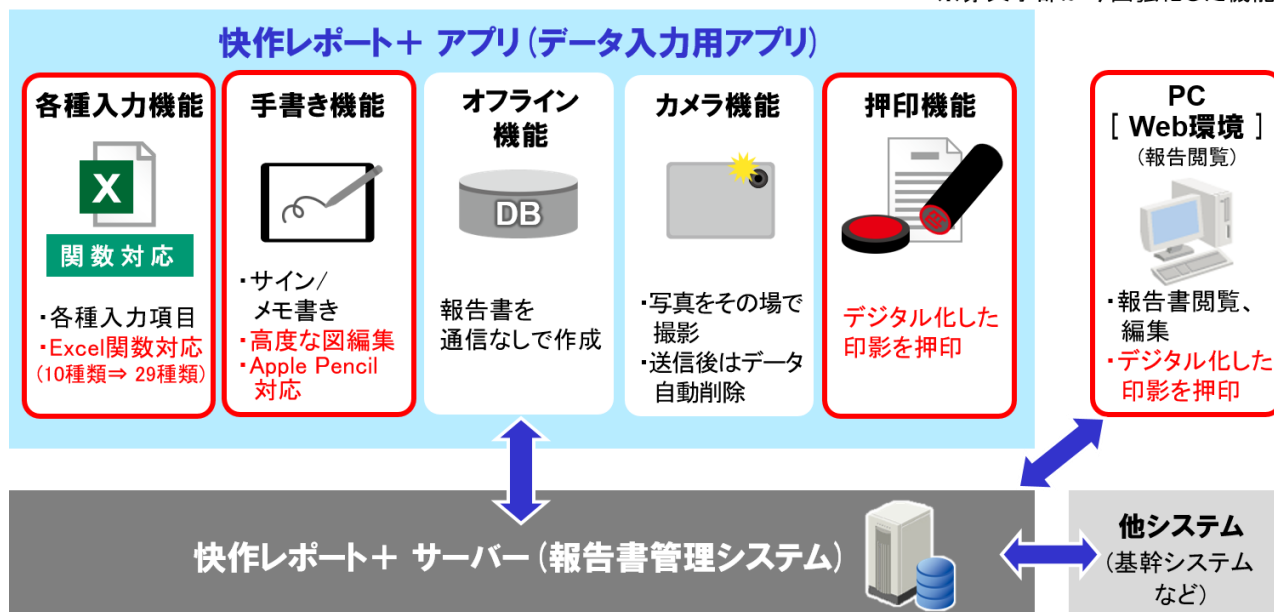 快作レポート＋ アプリ（データ入力用アプリ）
各種入力機能
X
関数対応
・各種入力項目
・Excel関数対応
（10種類⇒ 29種類）
手書き機能
・サイン/
メモ書き
・高度な図編集
・Apple Pencil
対応
オフライン
機能
DB
報告書を
通信なしで作成
カメラ機能
・写真をその場で
撮影
・送信後はデータ
自動削除
押印機能
デジタル化した
印影を押印
PC
[ Web環境 ]
（報告閲覧）
・報告書閲覧、
編集
・デジタル化した
印影を押印
快作レポート＋ サーバー（報告書管理システム）
他システム
（基幹システム
など）